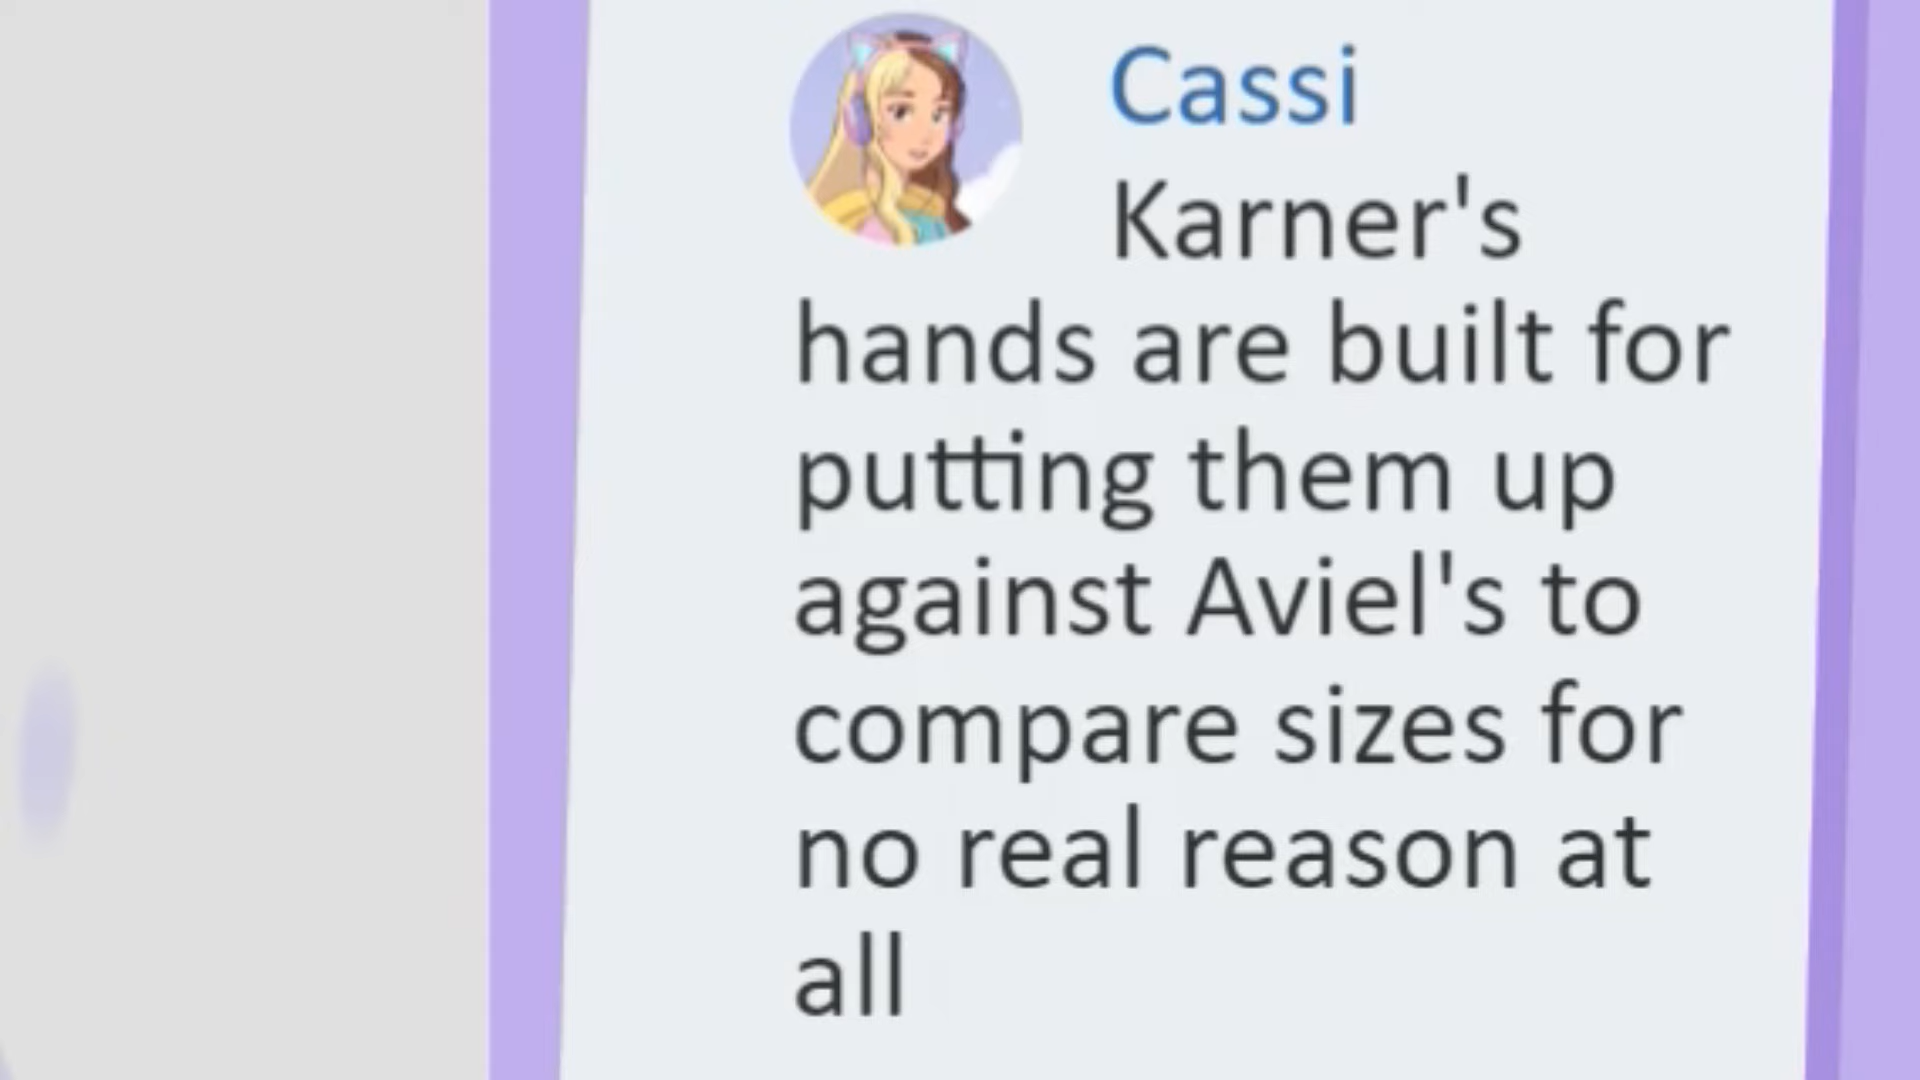 Cassi
Karner's
hands are built for
putting them up
against Aviel's to
compare sizes for
no real reason at
all